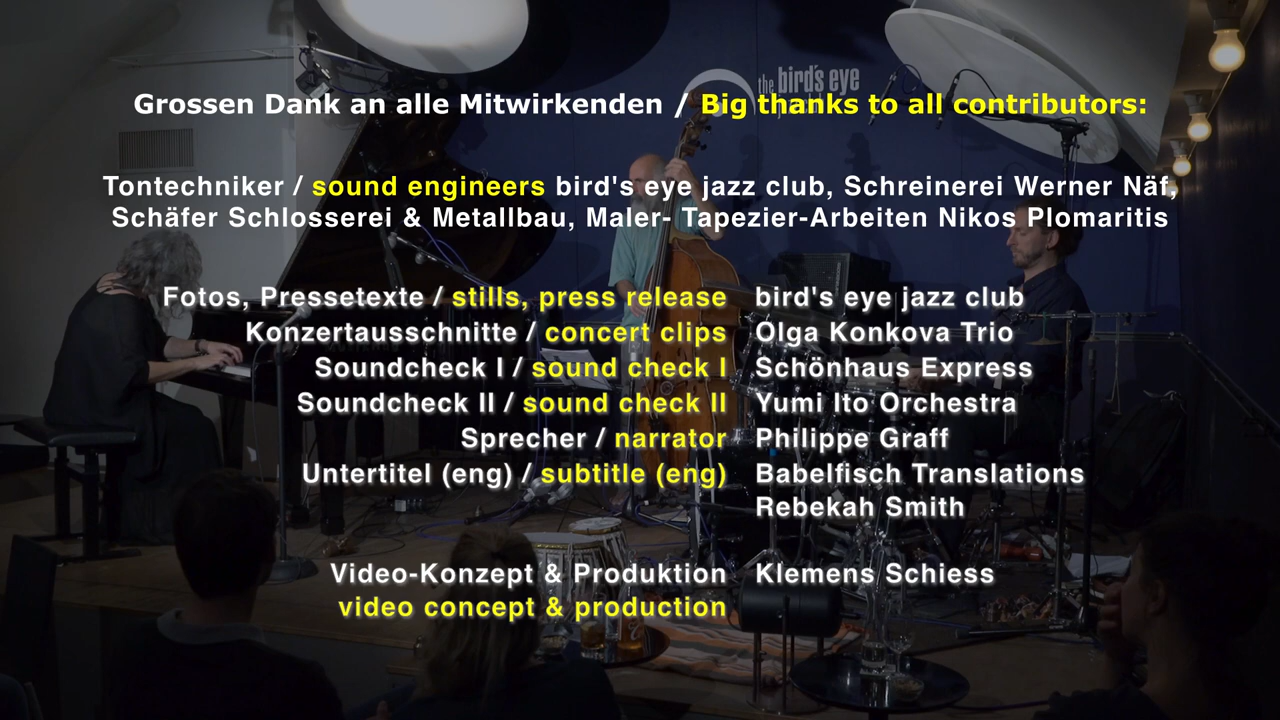 the bird's eye
Grossen Dank an alle Mitwirkenden / Big thanks to all contributors:
Tontechniker / sound engineers bird's eye jazz club, Schreinerei Werner Näf,
Schäfer Schlosserei & Metallbau, Maler- Tapezier-Arbeiten Nikos Plomaritis
Fotos, Pressetexte / stills, press release bird's eye jazz club
Konzertausschnitte / concert clips Olga Konkova Trio
Soundcheck I / sound check I Schönhaus Express
Soundcheck II / sound check II Yumi Ito Orchestra
Sprecher / narrator Philippe Graff
Untertitel (eng) / subtitle (eng) Babelfisch Translations
Rebekah Smith
Video-Konzept & Produktion Klemens Schiess
video concept & production